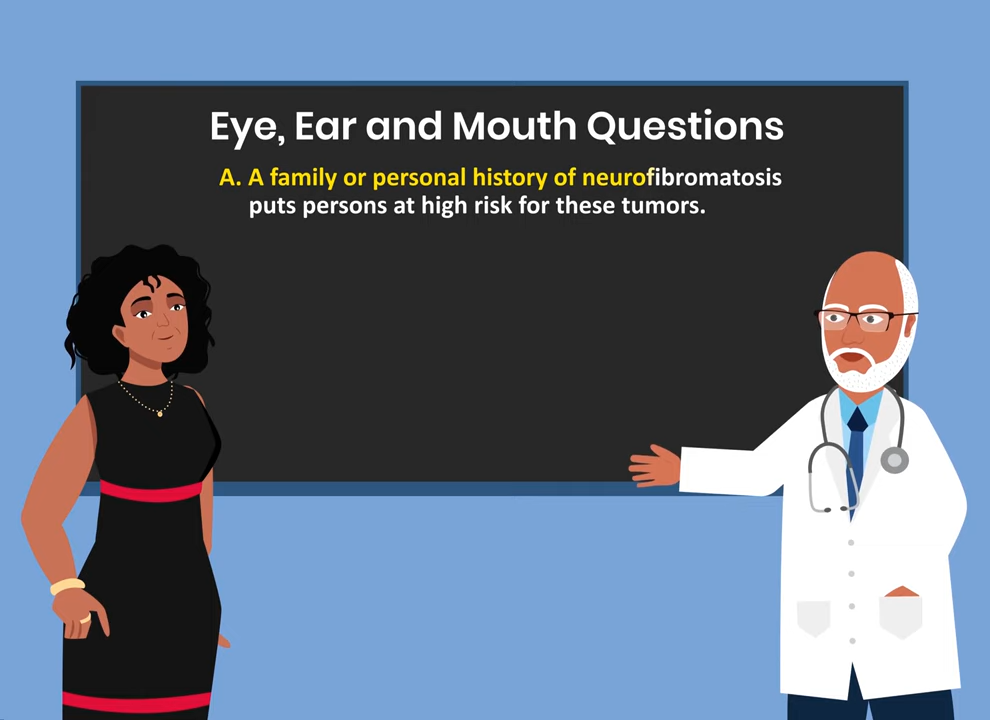 Eye, Ear and Mouth Questions
A. A family or personal history of neurofibromatosis
puts persons at high risk for these tumors.